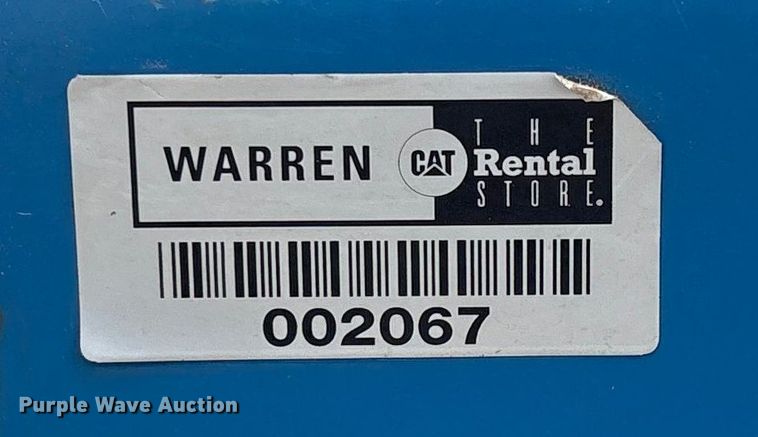 WARREN
CAT
THE
Rental
STORE.
002067
Purple Wave Auction